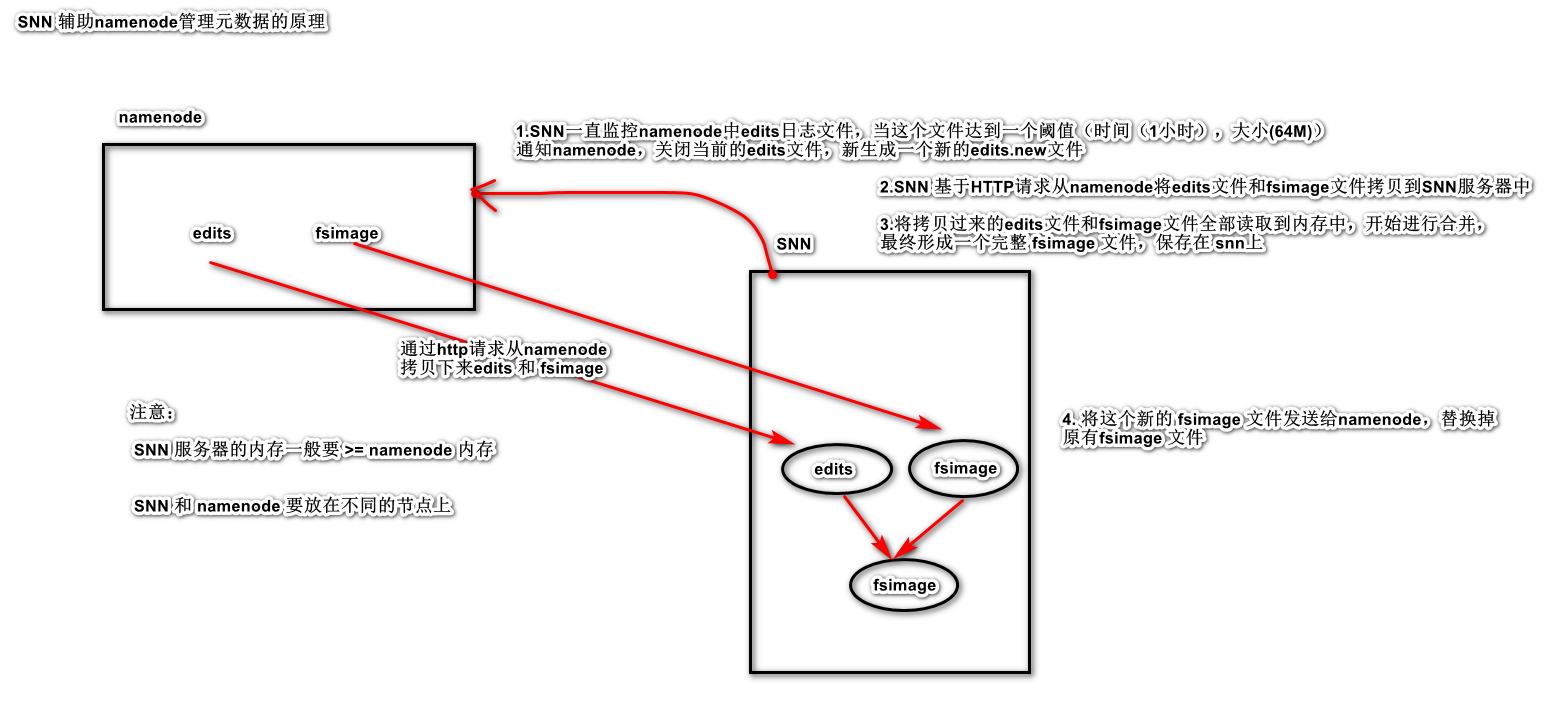 SNN 辅助namenode管理元数据的原理
namenode
1.SNN一直监控namenode中edits日志文件，当这个文件达到一个阈值（时间（1小时），大小(64M)）
通知namenode，关闭当前的edits文件，新生成一个新的edits.new文件
2.SNN 基于HTTP请求从namenode将edits文件和fsimage文件拷贝到SNN服务器中
3.将拷贝过来的edits文件和fsimage文件全部读取到内存中，开始进行合并，
最终形成一个完整 fsimage 文件，保存在 snn上
edits
fsimage
SNN
通过http请求从namenode
拷贝下来edits 和 fsimage
注意：
SNN 服务器的内存一般要 >= namenode 内存
SNN 和 namenode 要放在不同的节点上
4. 将这个新的 fsimage 文件发送给namenode，替换掉
原有fsimage 文件
edits
fsimage
fsimage